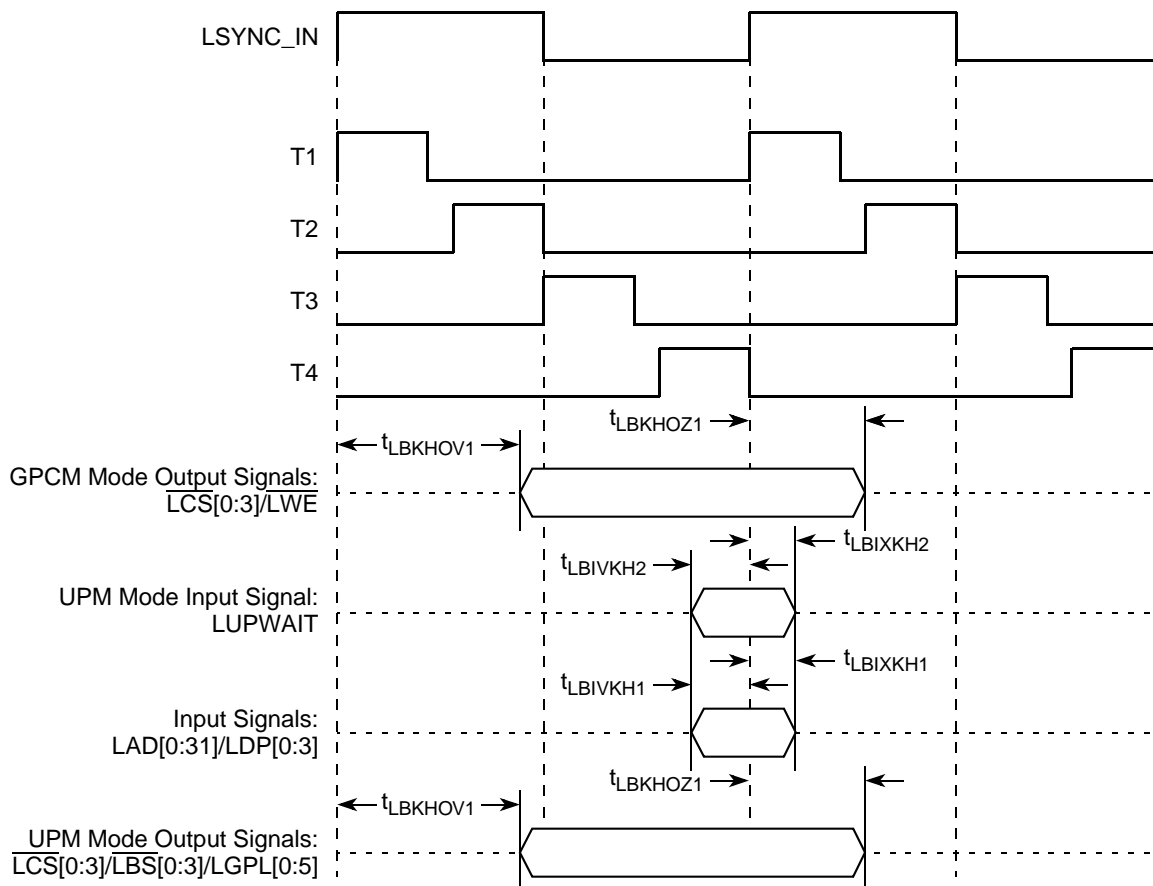 LSYNC_IN
T1
T2
T3
T4
tLBKHOZ1
tLBKHOV1
GPCM Mode Output Signals:
LCS[0:3]/LWE
tLBIXKH2
tLBIVKH2
UPM Mode Input Signal:
LUPWAIT
tLBIXKH1
tLBIVKH1
Input Signals:
LAD[0:31]/LDP[0:3]
tLBKHOZ1
tLBKHOV1
UPM Mode Output Signals:
LCS[0:3]/LBS[0:3]/LGPL[0:5]